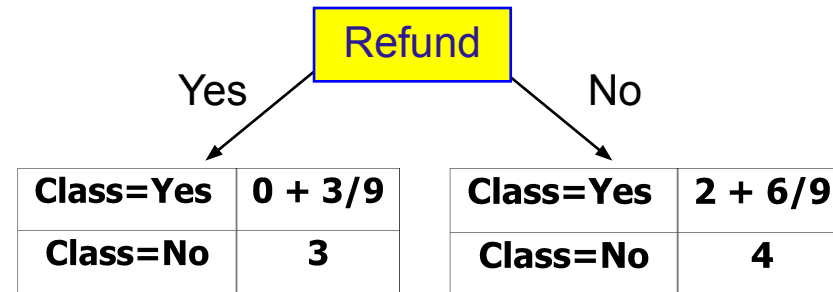 Refund
Yes No
Class=Yes 0 + 3/9 Class=Yes 2 + 6/9
Class=No 3 Class=No 4